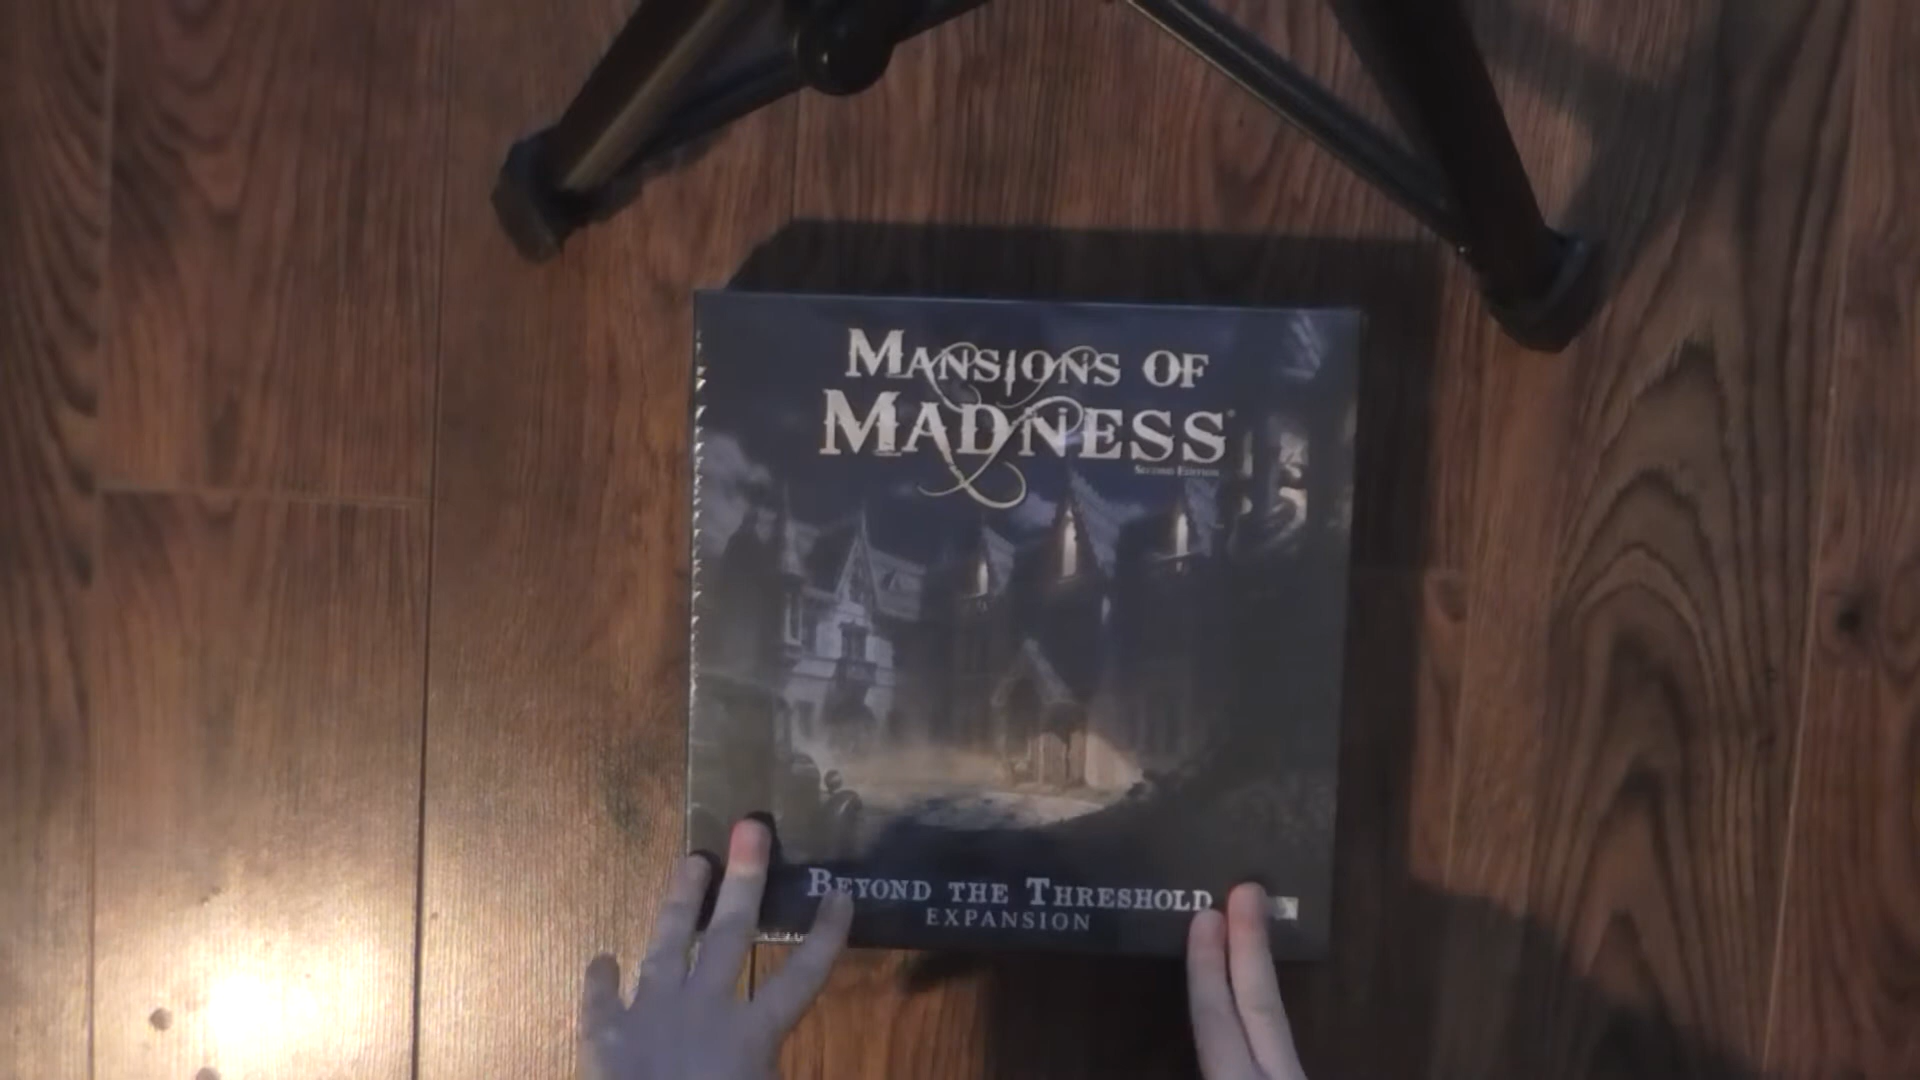 Mansions of
Madness®
Second Edition
Beyond the Threshold
Expansion